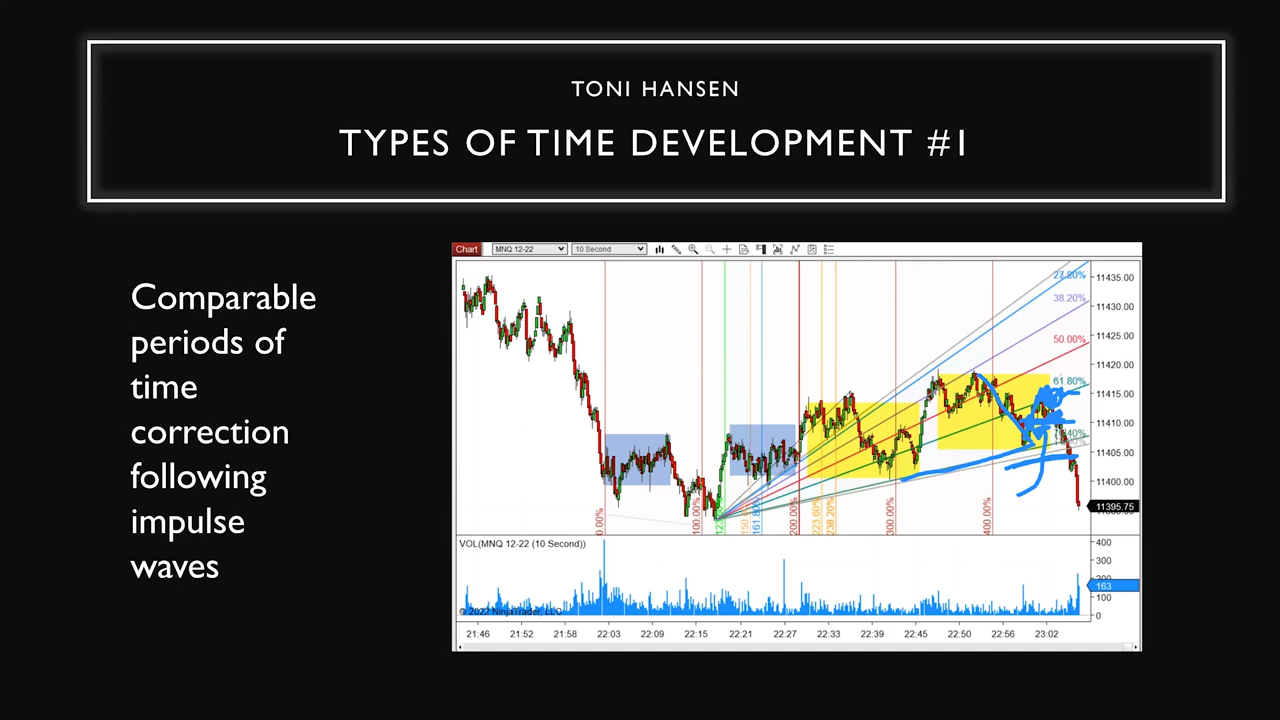 TONI HANSEN
TYPES OF TIME DEVELOPMENT #1
Comparable
periods of
time
correction
following
impulse
waves
Chart MNQ 12-22 10 Second
27.20%
38.20%
50.00%
61.80%
11435.00
11430.00
11425.00
11420.00
11415.00
11410.00
11405.00
11400.00
11395.75
0.00%
100.00%
161.80%
200.00%
223.60%
238.20%
300.00%
400.00%
VOL(MNQ 12-22 (10 Second))
400
300
100
0
163
© 2022 NinjaTrader, LLC
21:46 21:52 21:58 22:03 22:09 22:15 22:21 22:27 22:33 22:39 22:45 22:50 22:56 23:02